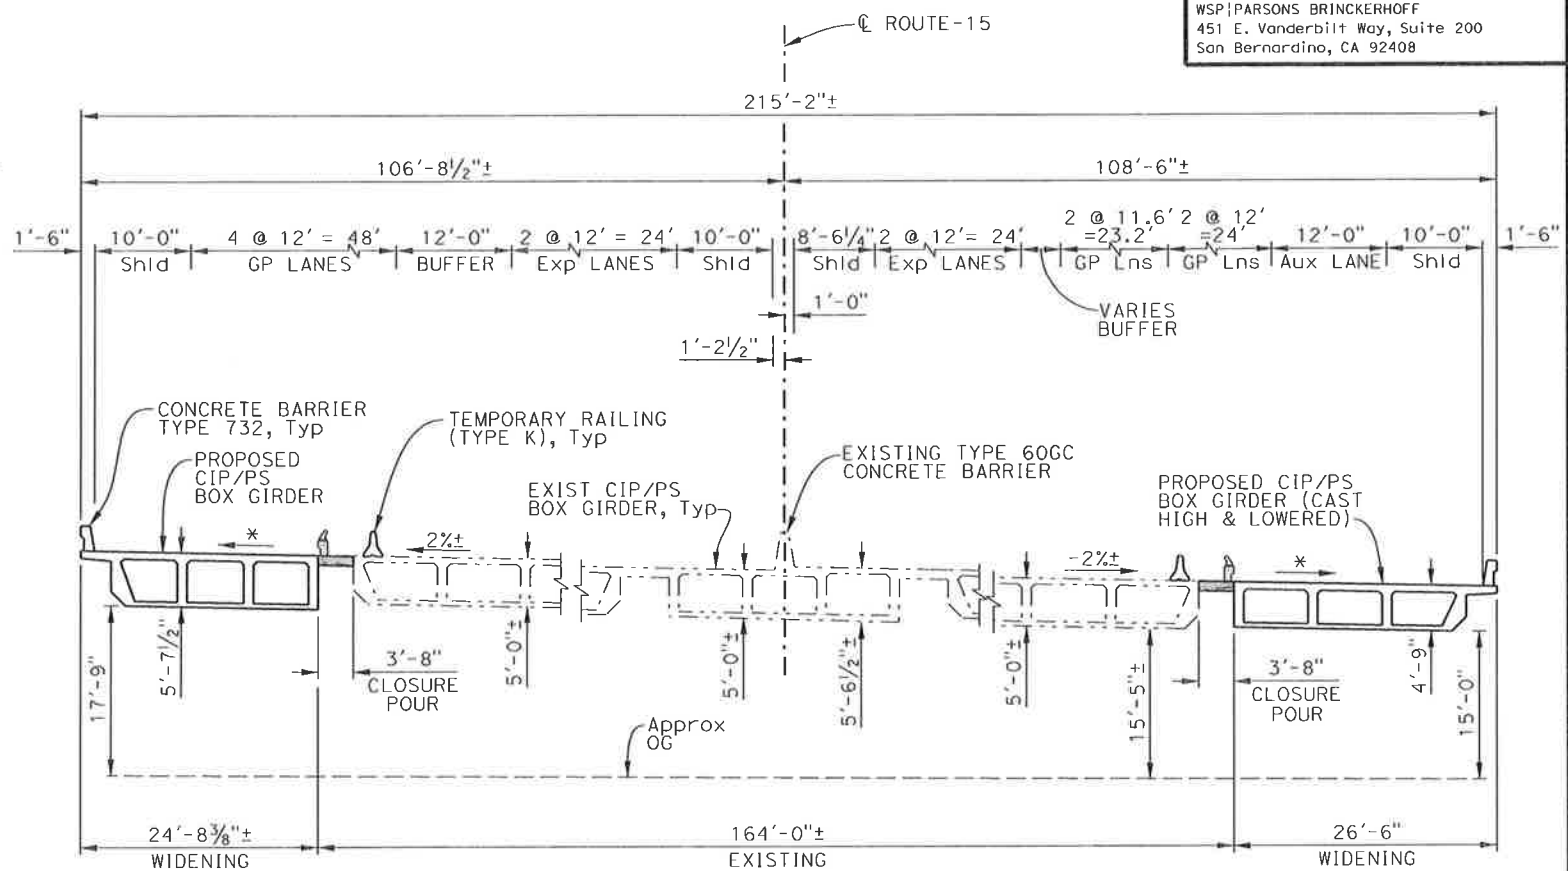 WSP|PARSONS BRINCKERHOFF
451 E. Vanderbilt Way, Suite 200
San Bernardino, CA 92408
℄ ROUTE-15
215'-2"±
106'-8½"±
108'-6"±
1'-6"
10'-0"
Shld
4 @ 12' = 48'
GP LANES
12'-0"
BUFFER
2 @ 12' = 24'
Exp LANES
10'-0"
Shld
8'-6¼"
Shld
2 @ 12' = 24'
Exp LANES
2 @ 11.6'
=23.2'
GP Lns
2 @ 12'
=24'
GP Lns
12'-0"
Aux LANE
10'-0"
Shld
1'-6"
1'-0"
VARIES
BUFFER
1'-2½"
CONCRETE BARRIER
TYPE 732, Typ
TEMPORARY RAILING
(TYPE K), Typ
PROPOSED
CIP/PS
BOX GIRDER
EXIST CIP/PS
BOX GIRDER, Typ
EXISTING TYPE 60GC
CONCRETE BARRIER
PROPOSED CIP/PS
BOX GIRDER (CAST
HIGH & LOWERED)
*
2%±
-2%±
*
17'-9"
5'-7½"
3'-8"
CLOSURE
POUR
5'-0"±
5'-0"±
5'-6½"±
5'-0"±
15'-5"±
3'-8"
CLOSURE
POUR
4'-9"
15'-0"
Approx
OG
24'-8⅜"±
WIDENING
164'-0"±
EXISTING
26'-6"
WIDENING